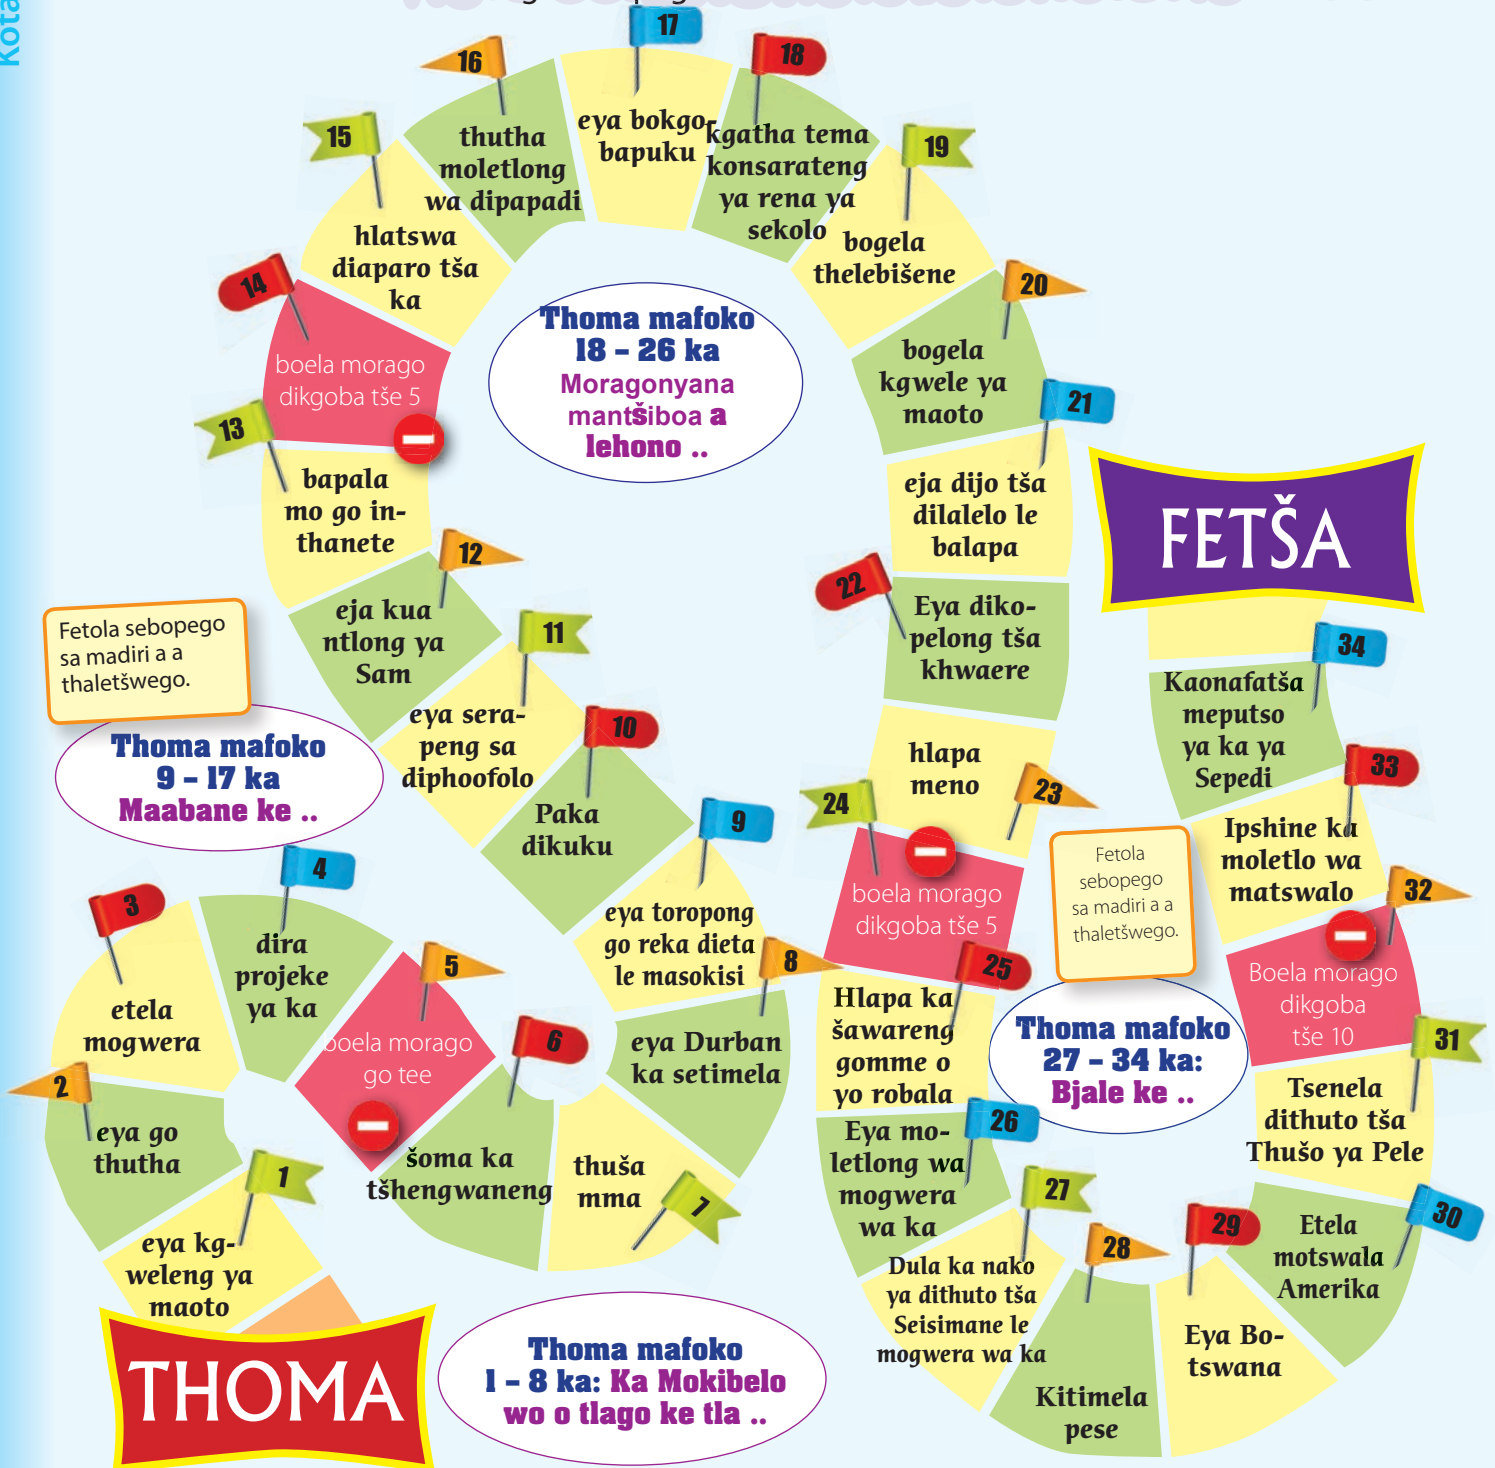 Kota
17
16
18
15
19
14
20
13
21
12
22
11
10
23
9
24
8
25
7
26
6
27
5
28
4
29
3
30
2
31
1
32
33
34
THOMA
eya kg-
weleng ya
maoto
eya go
thutha
etela
mogwera
dira
projeke
ya ka
boela morago
go tee
šoma ka
tšhengwaneng
thuša
mma
eya Durban
ka setimela
eya toropong
go reka dieta
le masokisi
Paka
dikuku
eya sera-
peng sa
diphoofolo
eja kua
ntlong ya
Sam
bapala
mo go in-
thanete
boela morago
dikgoba tše 5
hlatswa
diaparo tša
ka
thutha
moletlong
wa dipapadi
eya bokgo-
bapuku
kgatha tema
konsarateng
ya rena ya
sekolo
bogela
thelebišene
bogela
kgwele ya
maoto
eja dijo tša
dilalelo le
balapa
Eya diko-
pelong tša
khwaere
hlapa
meno
boela morago
dikgoba tše 5
Hlapa ka
šawareng
gomme o
yo robala
Eya mo-
letlong wa
mogwera
wa ka
Dula ka nako
ya dithuto tša
Seisimane le
mogwera wa ka
Kitimela
pese
Eya Bo-
tswana
Etela
motswala
Amerika
Tsenela
dithuto tša
Thušo ya Pele
Boela morago
dikgoba
tše 10
Ipshine ka
moletlo wa
matswalo
Kaonafatša
meputso
ya ka ya
Sepedi
FETŠA
Thoma mafoko
1 – 8 ka: Ka Mokibelo
wo o tlago ke tla ..
Fetola sebopego
sa madiri a a
thaletšwego.
Thoma mafoko
9 – 17 ka
Maabane ke ..
Thoma mafoko
18 – 26 ka
Moragonyana
mantšiboa a
lehono ..
Fetola
sebopego
sa madiri a a
thaletšwego.
Thoma mafoko
27 – 34 ka:
Bjale ke ..